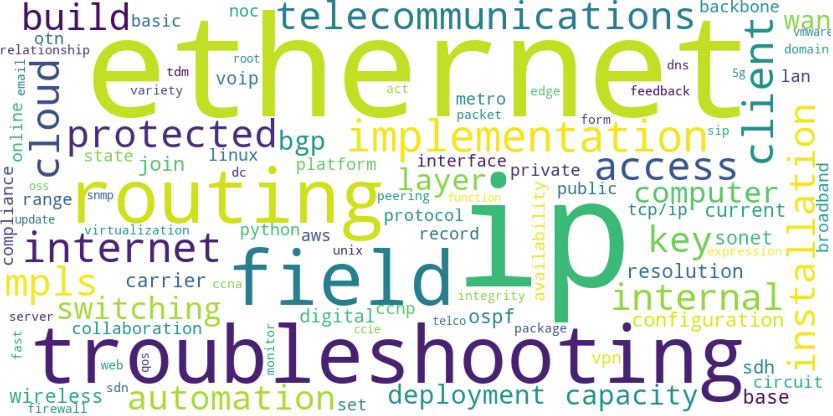 build
basic
noc
telecommunications
backbone
wan
otn
relationship
email
ethernet
vmware
domain
root
tdm
voip
variety
act
edge
dns
5g
feedback
lan
client
cloud
online
metro
packet
form
sip
protected
bgp
implementation
installation
state
join
linux
platform
interface
private
access
compliance
oss
range
update
snmp
dc
routing
layer
peering
function
public
computer
broadband
virtualization
python
aws
protocol
record
ip
availability
tcp/ip
current
key
sonet
expression
internet
unix
mpls
carrier
ccna
field
integrity
resolution
internal
switching
server
collaboration
digital
ccnp
ccie
telco
ospf
package
configuration
fast
web
qos
monitor
troubleshooting
vpn
sdh
circuit
wireless
firewall
sdn
automation
set
deployment
capacity
base